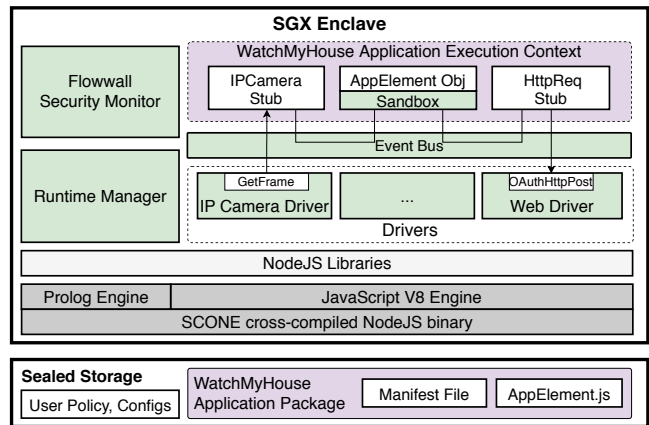 SGX Enclave
Flowwall
Security Monitor
WatchMyHouse Application Execution Context
IPCamera
Stub
AppElement Obj
Sandbox
HttpReq
Stub
Event Bus
Runtime Manager
GetFrame
IP Camera Driver
...
OAuthHttpPost
Web Driver
Drivers
NodeJS Libraries
Prolog Engine
JavaScript V8 Engine
SCONE cross-compiled NodeJS binary
Sealed Storage
User Policy, Configs
WatchMyHouse
Application Package
Manifest File
AppElement.js